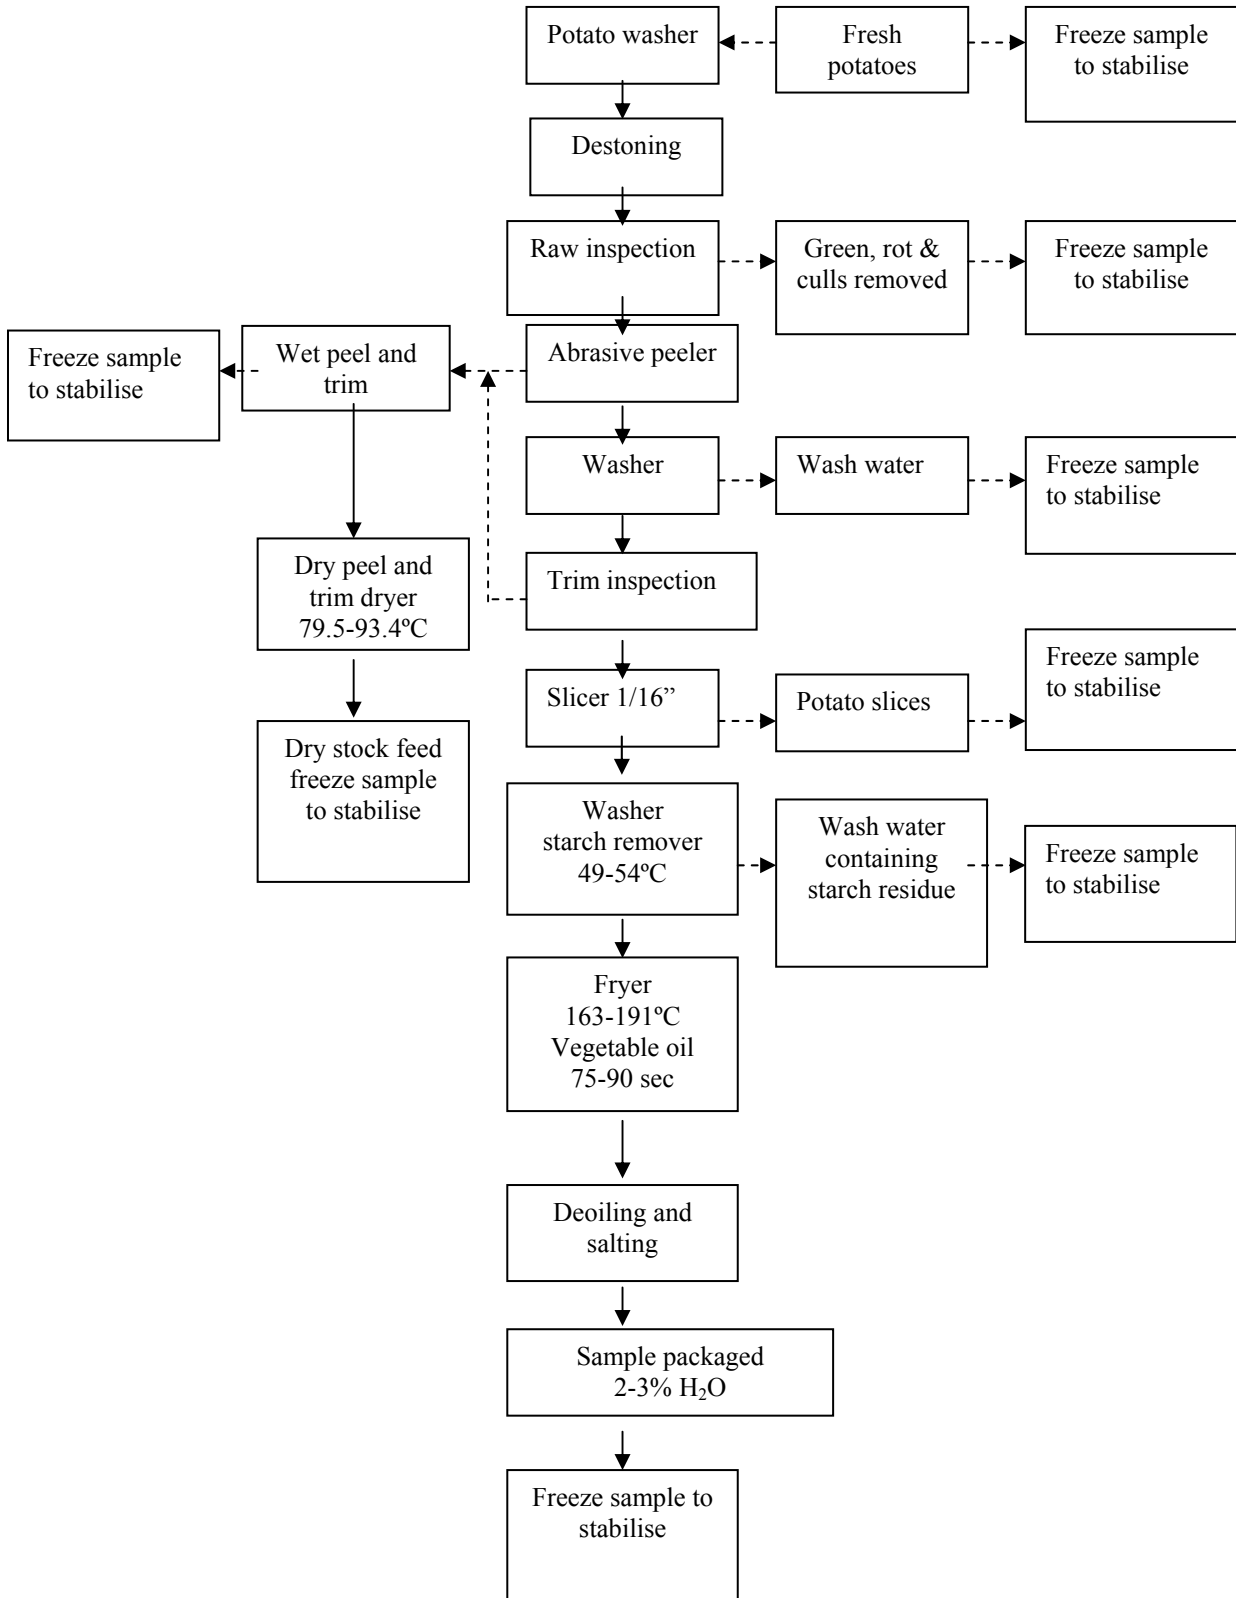 Potato washer
Fresh
potatoes
Freeze sample
to stabilise
Destoning
Raw inspection
Green, rot &
culls removed
Freeze sample
to stabilise
Freeze sample
to stabilise
Wet peel and
trim
Abrasive peeler
Washer
Wash water
Freeze sample
to stabilise
Dry peel and
trim dryer
79.5-93.4ºC
Trim inspection
Slicer 1/16”
Potato slices
Freeze sample
to stabilise
Dry stock feed
freeze sample
to stabilise
Washer
starch remover
49-54ºC
Wash water
containing
starch residue
Freeze sample
to stabilise
Fryer
163-191ºC
Vegetable oil
75-90 sec
Deoiling and
salting
Sample packaged
2-3% H₂O
Freeze sample to
stabilise